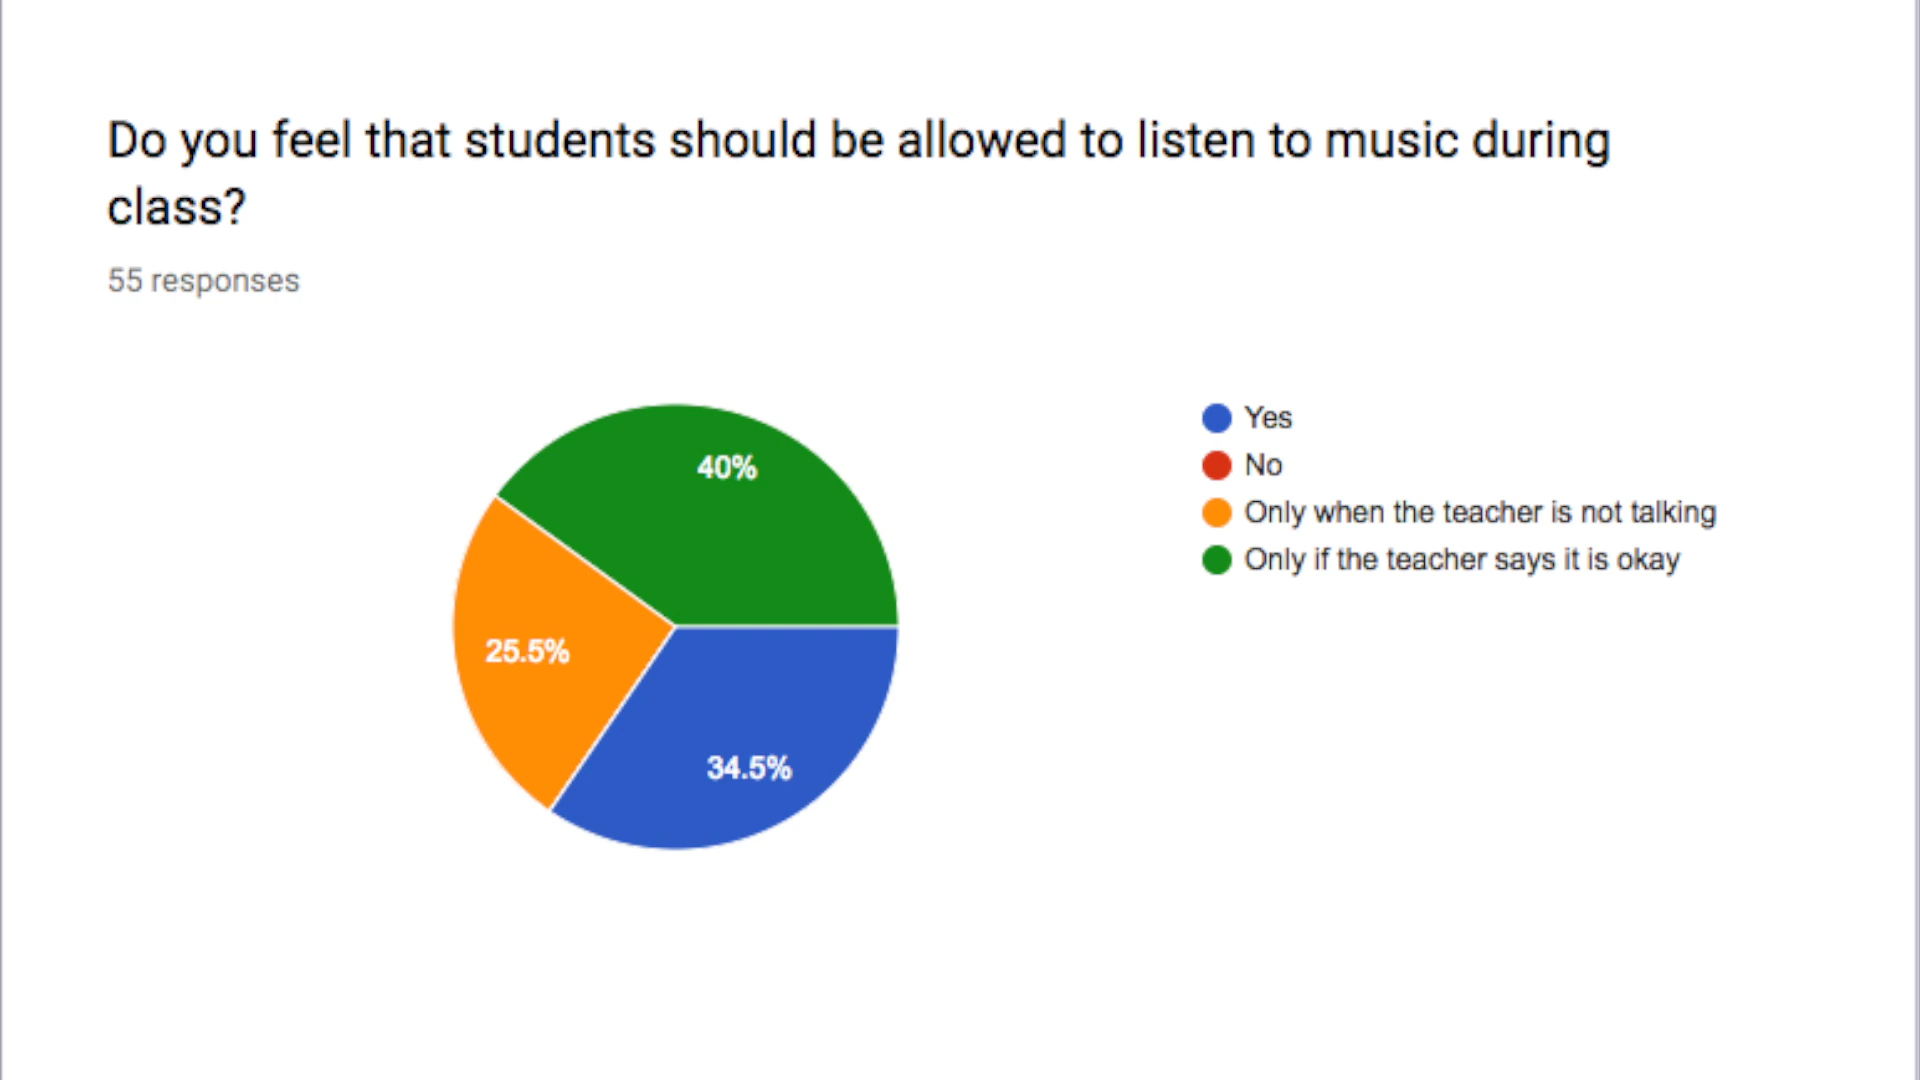 Do you feel that students should be allowed to listen to music during
class?
55 responses
40%
25.5%
34.5%
Yes
No
Only when the teacher is not talking
Only if the teacher says it is okay